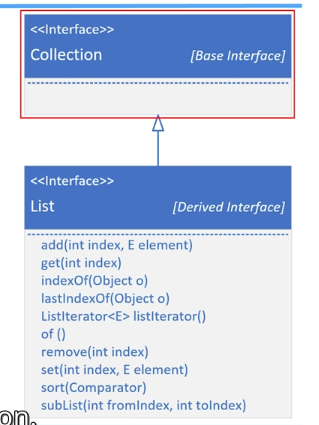 <<Interface>>
Collection [Base Interface]
<<Interface>>
List [Derived Interface]
add(int index, E element)
get(int index)
indexOf(Object o)
lastIndexOf(Object o)
ListIterator<E> listIterator()
of ()
remove(int index)
set(int index, E element)
sort(Comparator)
subList(int fromIndex, int toIndex)